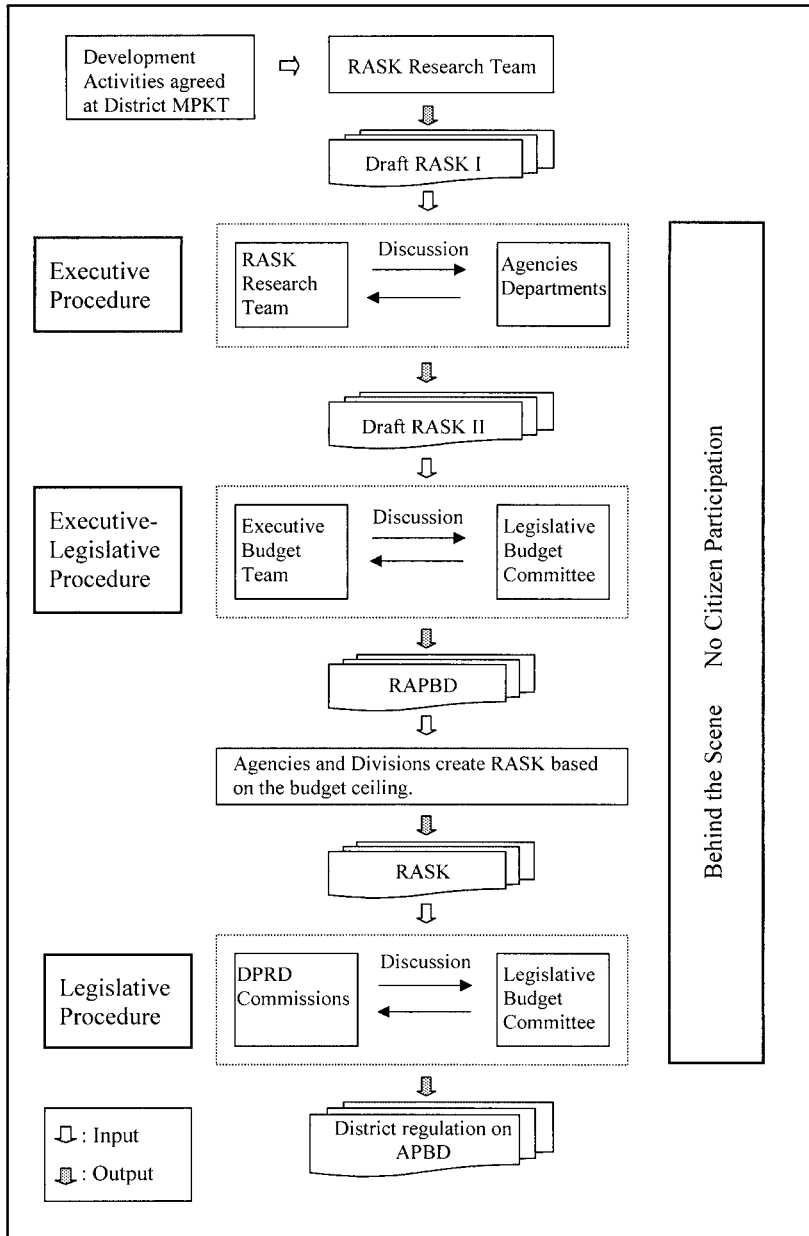 Development
Activities agreed
at District MPKT
RASK Research Team
Draft RASK I
Executive
Procedure
RASK
Research
Team
Discussion
Agencies
Departments
Draft RASK II
Executive-
Legislative
Procedure
Executive
Budget
Team
Discussion
Legislative
Budget
Committee
RAPBD
Agencies and Divisions create RASK based
on the budget ceiling.
RASK
Legislative
Procedure
DPRD
Commissions
Discussion
Legislative
Budget
Committee
District regulation on
APBD
Behind the Scene No Citizen Participation
: Input
: Output